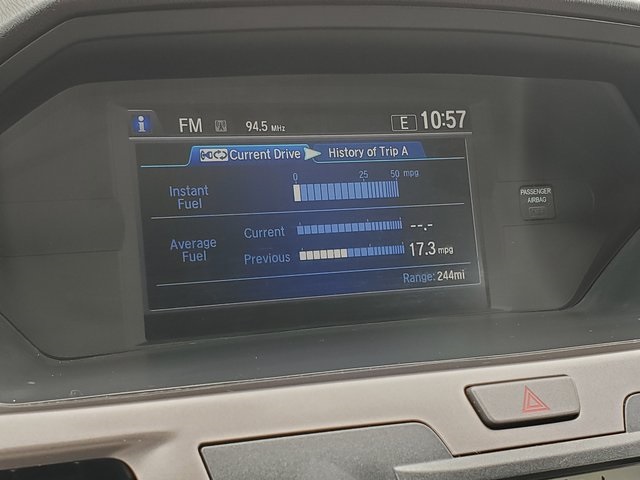 i FM 94.5 MHz E 10:57
Current Drive History of Trip A
0 25 50 mpg
Instant
Fuel
Average
Fuel
Current --.-
Previous 17.3 mpg
Range: 244mi
PASSENGER
AIRBAG